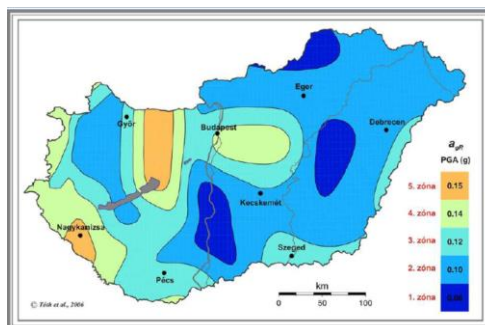 Eger
Győr
Budapest
Debrecen
Kecskemét
Nagykanizsa
Szeged
Pécs
km
0 50 100
© Tóth et al., 2006
PGA (g)
5. zóna 0.15
4. zóna 0.14
3. zóna 0.12
2. zóna 0.10
1. zóna